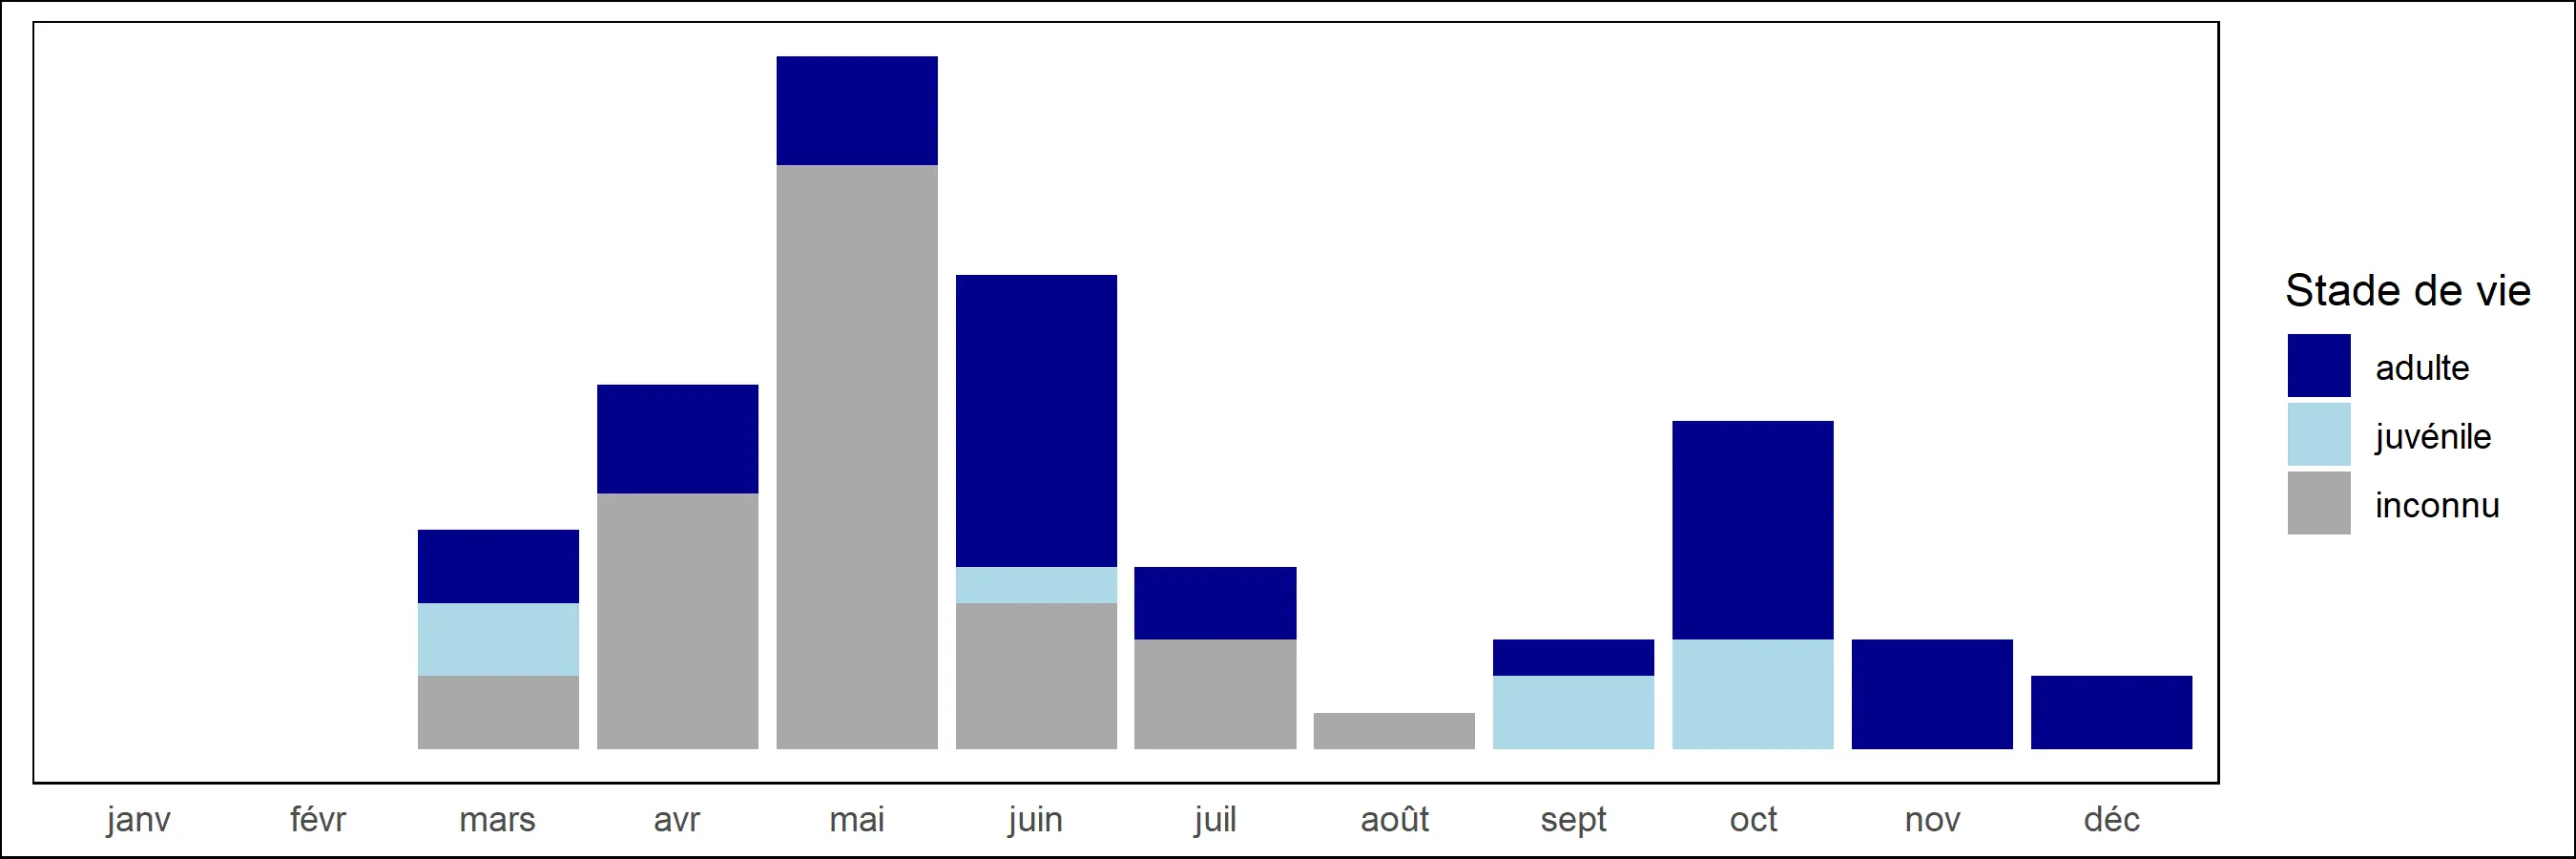 Stade de vie
adulte
juvénile
inconnu
janv févr mars avr mai juin juil août sept oct nov déc